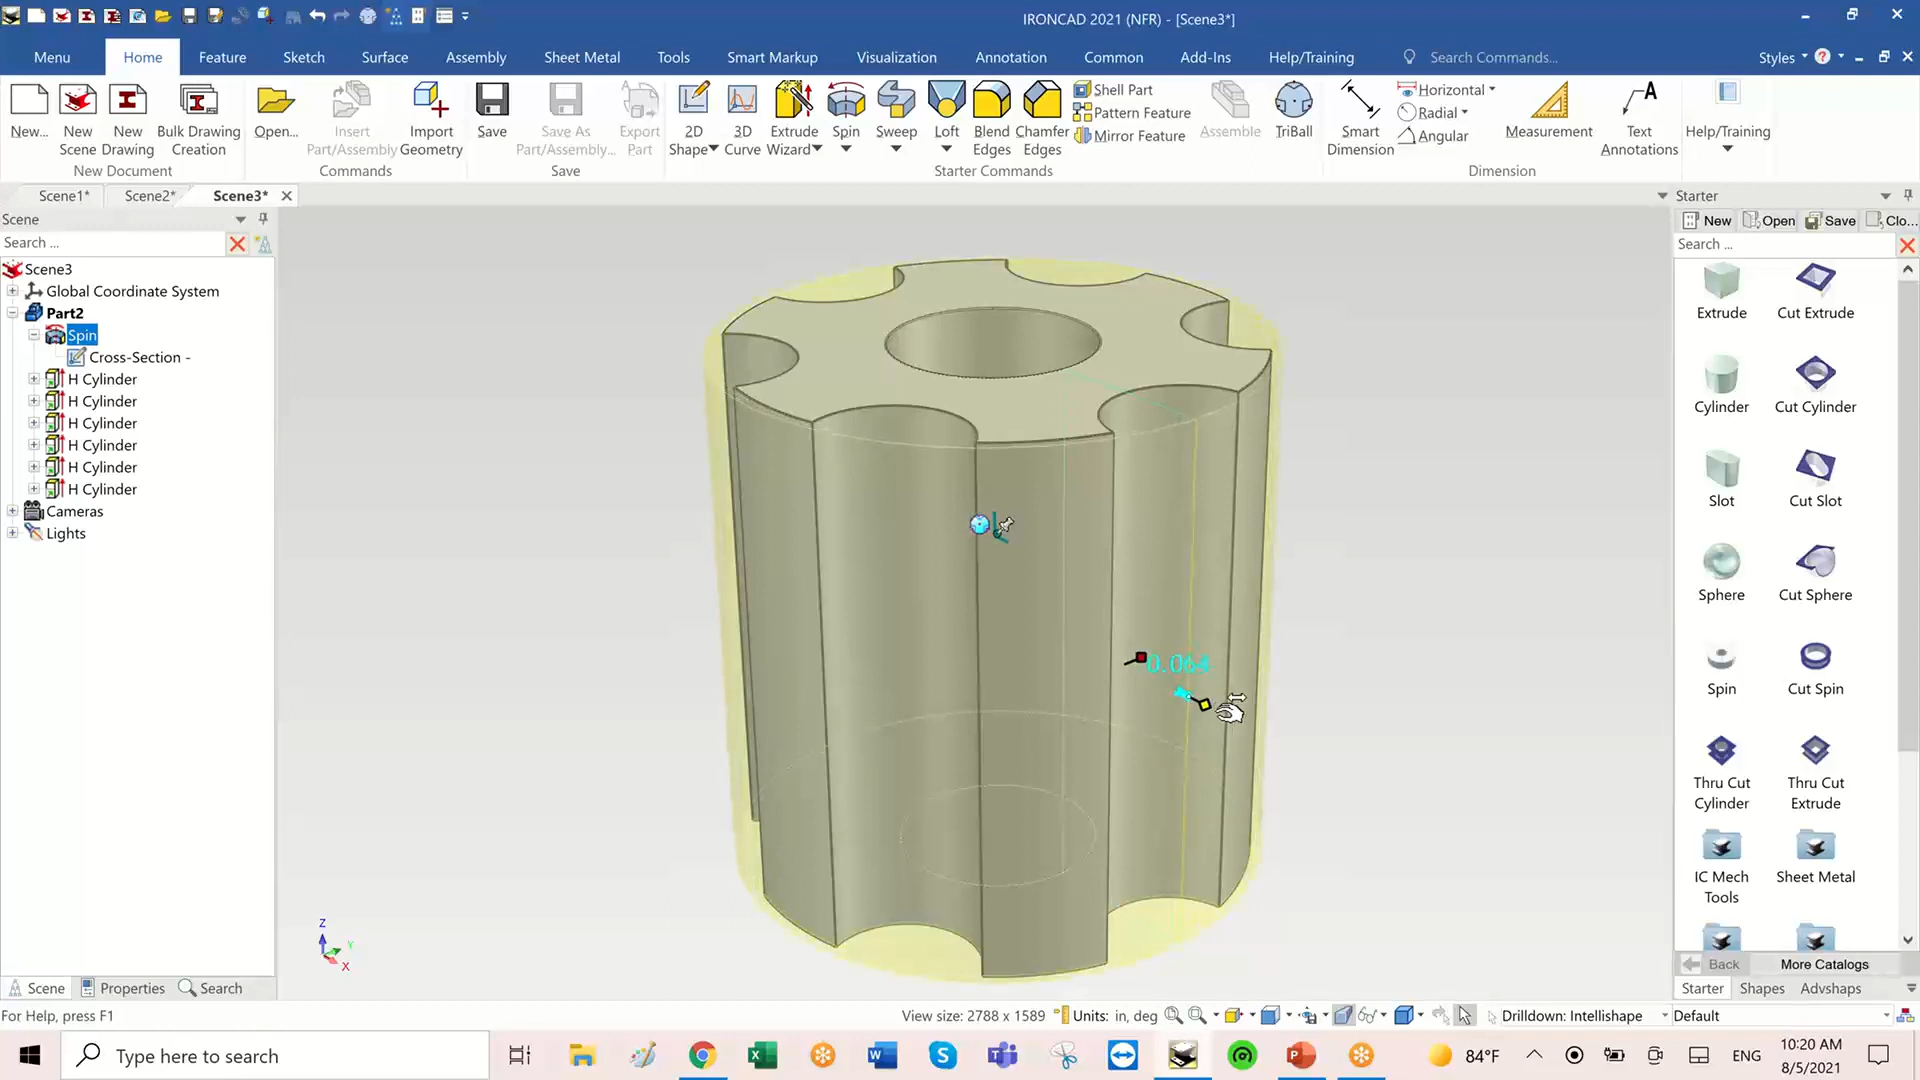 IRONCAD 2021 (NFR) - [Scene3*]
Menu Home Feature Sketch Surface Assembly Sheet Metal Tools Smart Markup Visualization Annotation Common Add-Ins Help/Training Search Commands... Styles
New... New Scene New Drawing Bulk Drawing Creation
New Document
Open... Insert Part/Assembly Import Geometry
Commands
Save Save As Part/Assembly... Export Part
Save
2D Shape 3D Curve Extrude Wizard Spin Sweep Loft Blend Edges Chamfer Edges
Shell Part
Pattern Feature
Mirror Feature
Assemble TriBall
Starter Commands
Smart Dimension
Horizontal
Radial
Angular
Measurement Text Annotations
Dimension
Help/Training
Scene1* Scene2* Scene3*
Scene
Search ...
Scene3
Global Coordinate System
Part2
Spin
Cross-Section -
H Cylinder
H Cylinder
H Cylinder
H Cylinder
H Cylinder
H Cylinder
Cameras
Lights
Z
Y
X
Starter
New Open Save Clo...
Search ...
Extrude Cut Extrude
Cylinder Cut Cylinder
Slot Cut Slot
Sphere Cut Sphere
Spin Cut Spin
Thru Cut Cylinder Thru Cut Extrude
IC Mech Tools Sheet Metal
Back More Catalogs
Starter Shapes Advshaps
Scene Properties Search
For Help, press F1 View size: 2788 x 1589 Units: in, deg Drilldown: Intellishape Default
Type here to search
84°F ENG 10:20 AM
8/5/2021